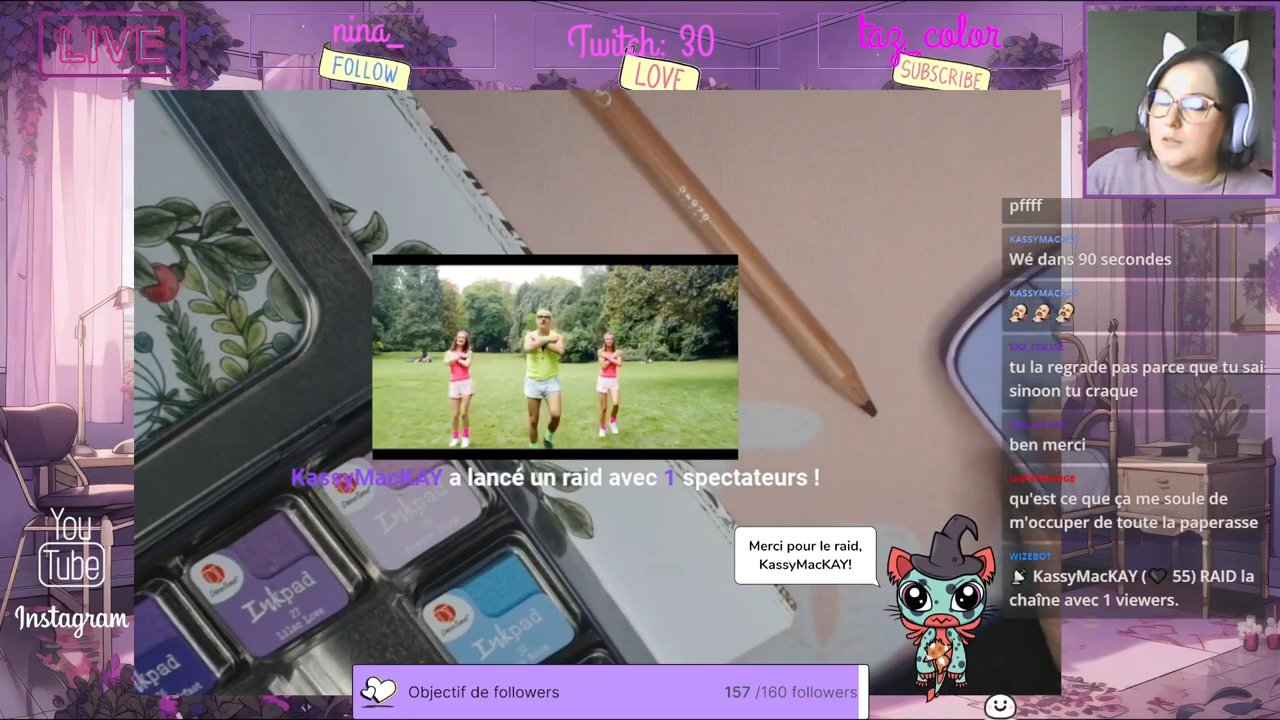 LIVE
nina_
FOLLOW
Twitch: 30
LOVE
taz_color
SUBSCRIBE
pffff
KASSYMACKAY
Wé dans 90 secondes
KASSYMACKAY
TAZ_COLOR
tu la regrade pas parce que tu sai
sinoon tu craque
TAZ_COLOR
ben merci
qu'est ce que ça me soule de
m'occuper de toute la paperasse
WIZEBOT
KassyMacKAY ( 55) RAID la
chaîne avec 1 viewers.
KassyMacKAY a lancé un raid avec 1 spectateurs !
Merci pour le raid,
KassyMacKAY!
Inkpad
Lilac Love
Inkpad
You
Tube
Instagram
Objectif de followers
157 /160 followers